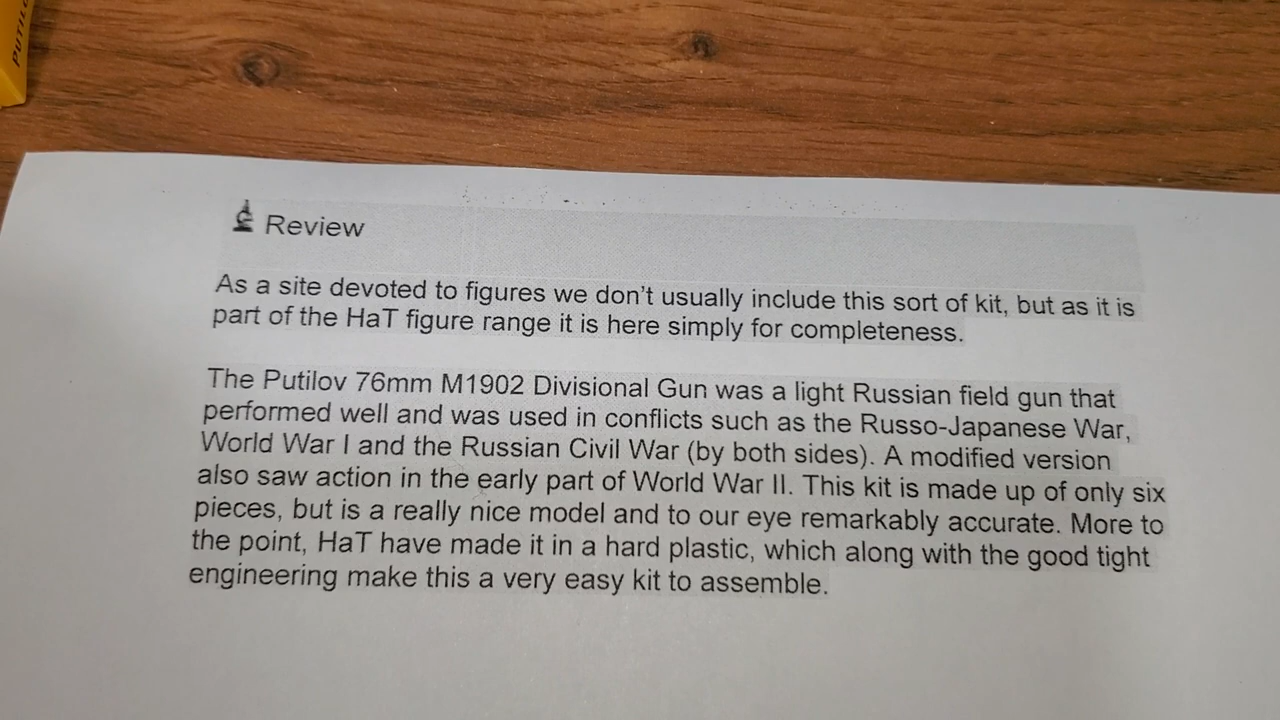 PUTILO
Review
As a site devoted to figures we don't usually include this sort of kit, but as it is
part of the HaT figure range it is here simply for completeness.
The Putilov 76mm M1902 Divisional Gun was a light Russian field gun that
performed well and was used in conflicts such as the Russo-Japanese War,
World War I and the Russian Civil War (by both sides). A modified version
also saw action in the early part of World War II. This kit is made up of only six
pieces, but is a really nice model and to our eye remarkably accurate. More to
the point, HaT have made it in a hard plastic, which along with the good tight
engineering make this a very easy kit to assemble.